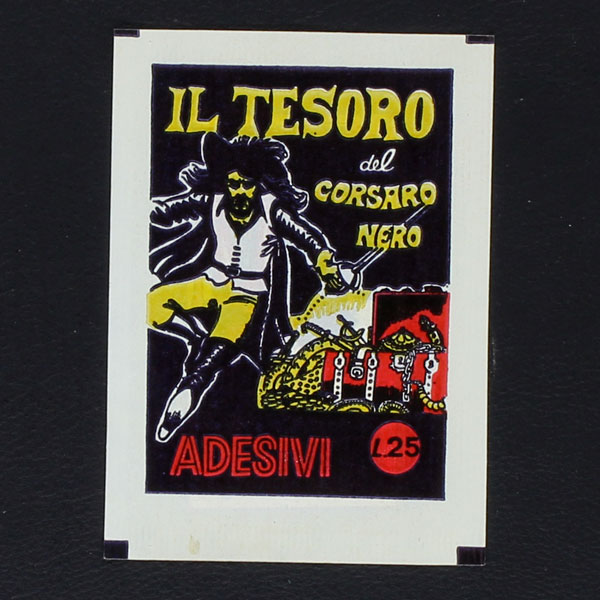 IL TESORO
del
CORSARO
NERO
ADESIVI
L.25